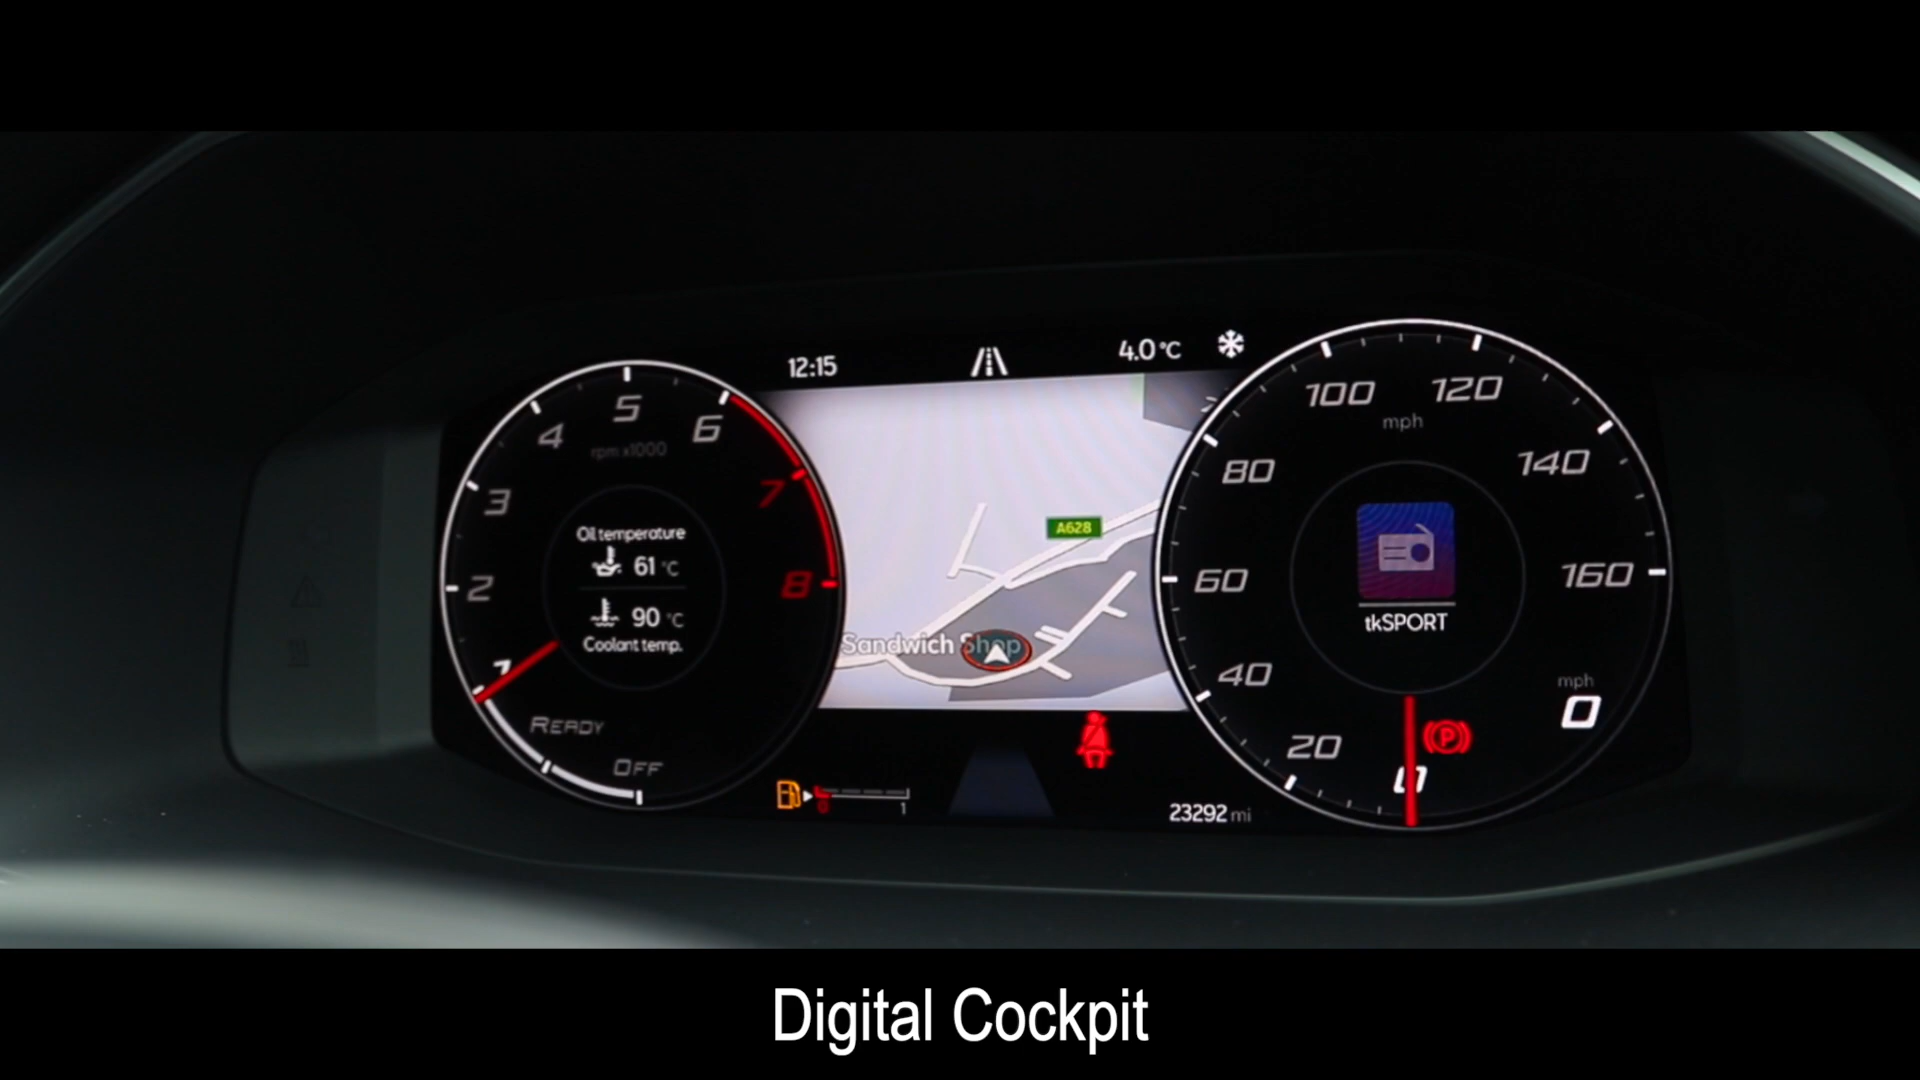 12:15
4.0°C
1
2
3
4
5
6
7
8
rpm x1000
Oil temperature
61 °C
90 °C
Coolant temp.
READY
OFF
A628
Sandwich Shop
0
1
23292 mi
0
20
40
60
80
100
120
140
160
mph
tkSPORT
mph
0
P
Digital Cockpit